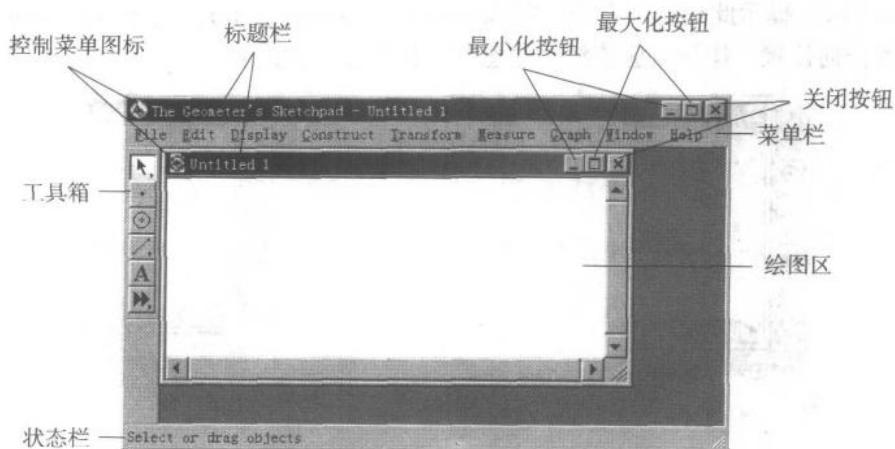 控制菜单图标
标题栏
最小化按钮
最大化按钮
The Geometer's Sketchpad - Untitled 1
关闭按钮
File Edit Display Construct Transform Measure Graph Window Help
菜单栏
Untitled 1
工具箱
A
绘图区
状态栏
Select or drag objects